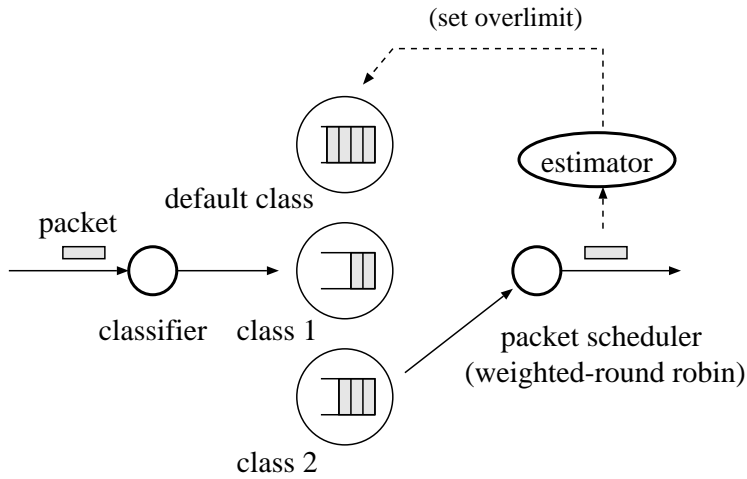 (set overlimit)
estimator
default class
packet
classifier
class 1
packet scheduler
(weighted-round robin)
class 2